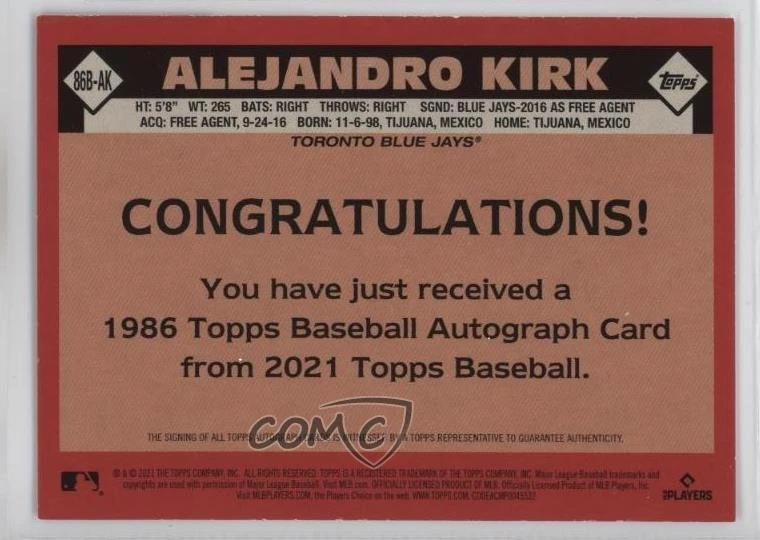 86B-AK
ALEJANDRO KIRK
topps
HT: 5'8" WT: 265 BATS: RIGHT THROWS: RIGHT SGND: BLUE JAYS-2016 AS FREE AGENT
ACQ: FREE AGENT, 9-24-16 BORN: 11-6-98, TIJUANA, MEXICO HOME: TIJUANA, MEXICO
TORONTO BLUE JAYS®
CONGRATULATIONS!
You have just received a
1986 Topps Baseball Autograph Card
from 2021 Topps Baseball.
COMC
THE SIGNING OF ALL TOPPS AUTOGRAPH CARDS IS WITNESSED BY A TOPPS REPRESENTATIVE TO GUARANTEE AUTHENTICITY.
® & © 2021 THE TOPPS COMPANY, INC. ALL RIGHTS RESERVED. TOPPS IS A REGISTERED TRADEMARK OF THE TOPPS COMPANY, INC. Major League Baseball trademarks and
copyrights are used with permission of Major League Baseball. Visit MLB.com. OFFICIALLY LICENSED PRODUCT OF MLB. Officially Licensed Product of MLB Players, Inc.
Visit MLBPLAYERS.COM, the Players Choice on the web. WWW.TOPPS.COM.
PLAYERS